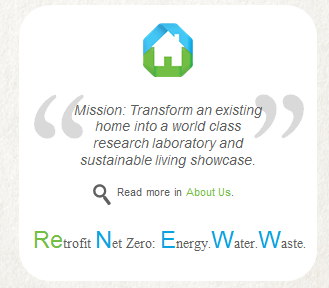 “ Mission: Transform an existing
home into a world class
research laboratory and
sustainable living showcase. ”
Read more in About Us.
Retrofit Net Zero: Energy.Water.Waste.